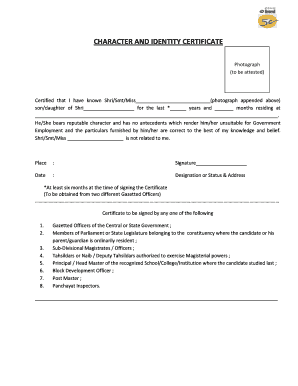 CHARACTER AND IDENTITY CERTIFICATE
Photograph
(to be attested)
Certified that I have known Shri/Smt/Miss____________________(photograph appended above)
son/daughter of Shri____________________ for the last *______ years and ______ months residing at
____________________.
He/She bears reputable character and has no antecedents which render him/her unsuitable for Government
Employment and the particulars furnished by him/her are correct to the best of my knowledge and belief.
Shri/Smt/Miss ____________________ is not related to me.
Place :
Signature____________________
Date :
Designation or Status & Address
*At least six months at the time of signing the Certificate
(To be obtained from two different Gazetted Officers)
Certificate to be signed by any one of the following
1. Gazetted Officers of the Central or State Government ;
2. Members of Parliament or State Legislature belonging to the constituency where the candidate or his
parent/guardian is ordinarily resident ;
3. Sub-Divisional Magistrates / Officers ;
4. Tahsildars or Naib / Deputy Tahsildars authorized to exercise Magisterial powers ;
5. Principal / Head Master of the recognized School/College/Institution where the candidate studied last ;
6. Block Development Officer ;
7. Post Master ;
8. Panchayat Inspectors.